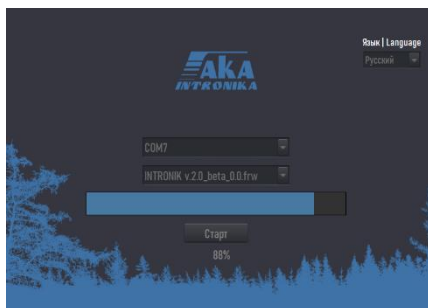 Язык | Language
Русский
AKA
INTRONIKA
COM7
INTRONIK v.2.0_beta_0.0.frw
Старт
88%